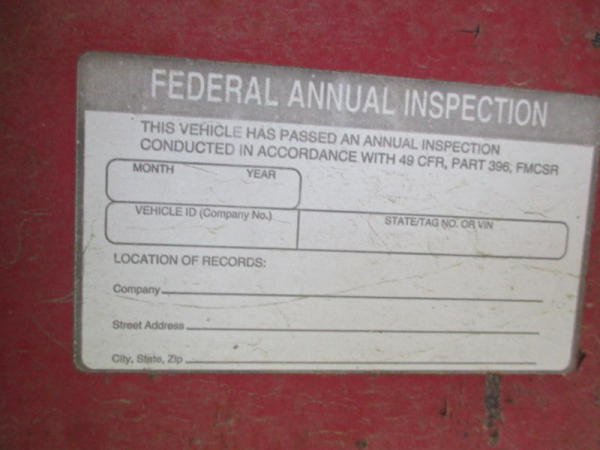 FEDERAL ANNUAL INSPECTION
THIS VEHICLE HAS PASSED AN ANNUAL INSPECTION
CONDUCTED IN ACCORDANCE WITH 49 CFR, PART 396, FMCSR
MONTH YEAR
VEHICLE ID (Company No.) STATE/TAG NO. OR VIN
LOCATION OF RECORDS:
Company
Street Address
City, State, Zip